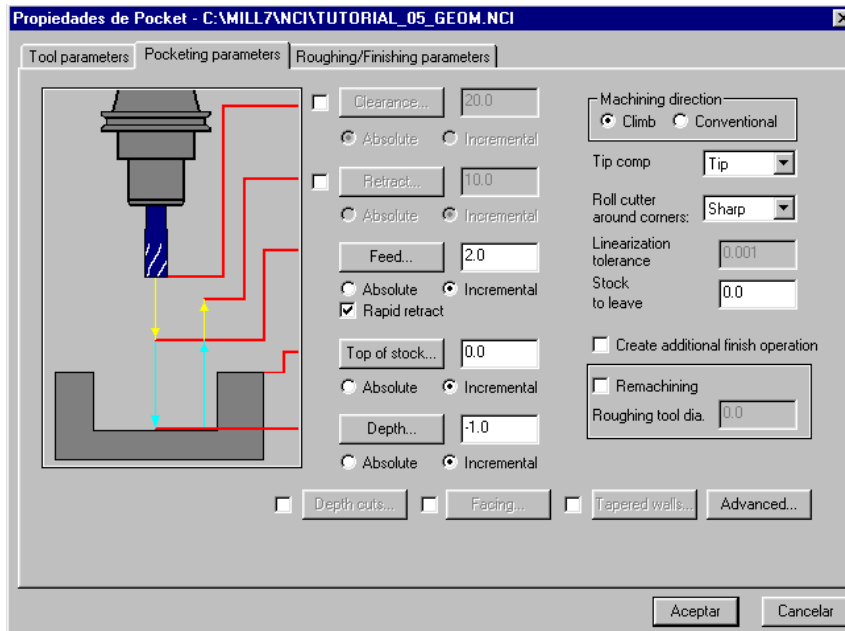 Propiedades de Pocket - C:\MILL7\NCI\TUTORIAL_05_GEOM.NCI
Tool parameters
Pocketing parameters
Roughing/Finishing parameters
Clearance...
20.0
Absolute
Incremental
Retract...
10.0
Absolute
Incremental
Feed...
2.0
Absolute
Incremental
Rapid retract
Top of stock...
0.0
Absolute
Incremental
Depth...
-1.0
Absolute
Incremental
Machining direction
Climb
Conventional
Tip comp
Tip
Roll cutter
around corners:
Sharp
Linearization
tolerance
0.001
Stock
to leave
0.0
Create additional finish operation
Remachining
Roughing tool dia.
0.0
Depth cuts...
Facing...
Tapered walls...
Advanced...
Aceptar
Cancelar